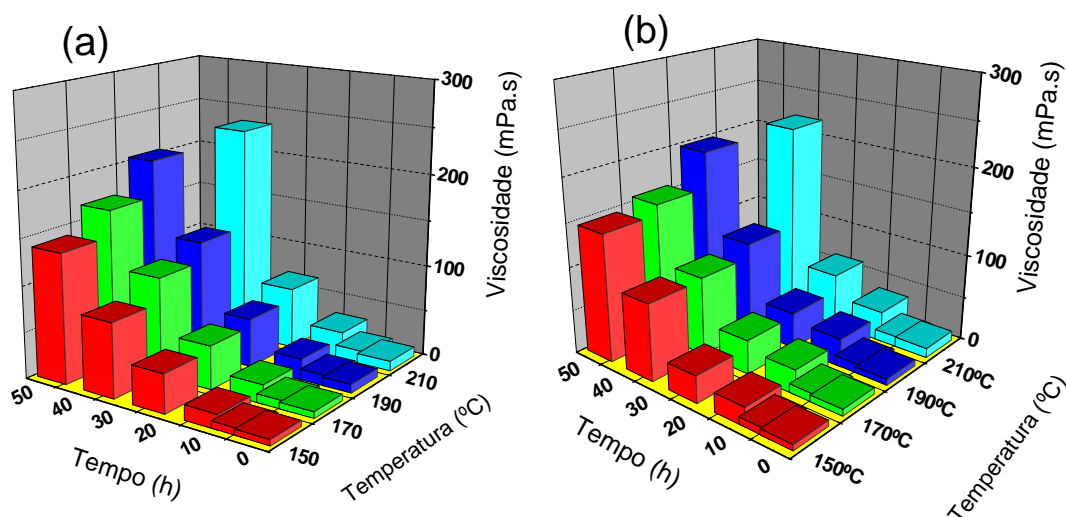 (a)
300
200
100
0
Viscosidade (mPa.s)
50
40
30
20
10
0
Tempo (h)
150
170
190
210
Temperatura (ºC)
(b)
300
200
100
0
Viscosidade (mPa.s)
50
40
30
20
10
0
Tempo (h)
150ºC
170ºC
190ºC
210ºC
Temperatura (ºC)